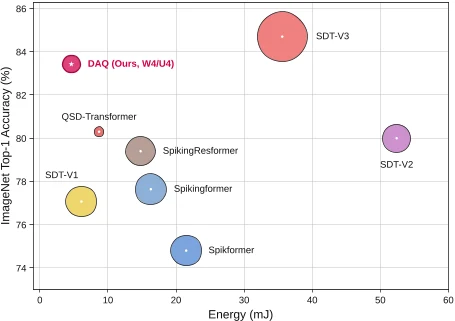 86
84
82
80
78
76
74
ImageNet Top-1 Accuracy (%)
SDT-V3
DAQ (Ours, W4/U4)
QSD-Transformer
SpikingResformer
SDT-V2
SDT-V1
Spikingformer
Spikformer
0 10 20 30 40 50 60
Energy (mJ)